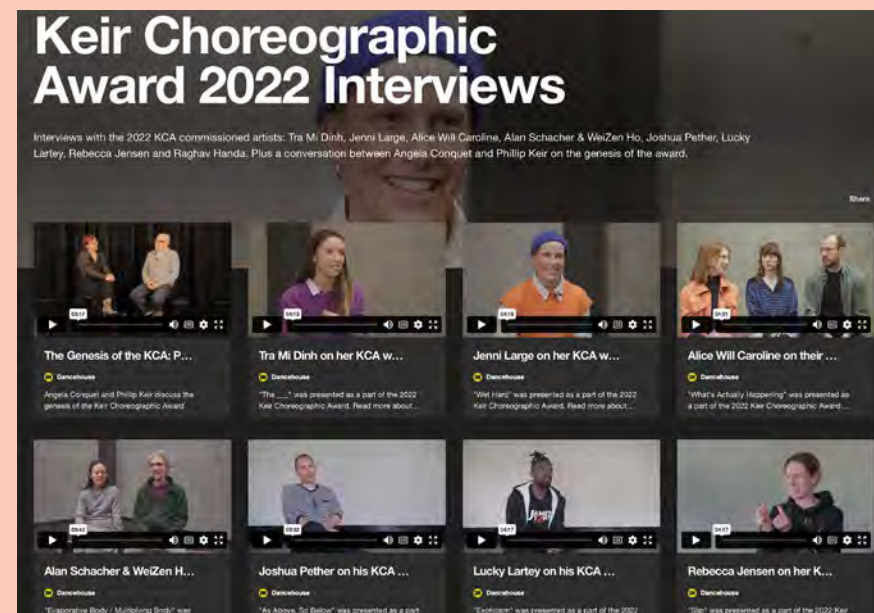 Keir Choreographic
Award 2022 Interviews
Interviews with the 2022 KCA commissioned artists: Tra Mi Dinh, Jenni Large, Alice Will Caroline, Alan Schacher & WeiZen Ho, Joshua Pether, Lucky
Lartey, Rebecca Jensen and Raghav Handa. Plus a conversation between Angela Conquet and Phillip Keir on the genesis of the award.
Share
03:17
04:15
04:01
The Genesis of the KCA: P...
Tra Mi Dinh on her KCA w...
Jenni Large on her KCA w...
Alice Will Caroline on their ...
Dancehouse
Dancehouse
Dancehouse
Dancehouse
Angela Conquet and Phillip Keir discuss the
genesis of the Keir Choreographic Award
"The ___" was presented as a part of the 2022
Keir Choreographic Award. Read more about...
"Wet Hard" was presented as a part of the 2022
Keir Choreographic Award. Read more about...
"What's Actually Happening" was presented as
a part of the 2022 Keir Choreographic Award...
04:17
Alan Schacher & WeiZen H...
Joshua Pether on his KCA ...
Lucky Lartey on his KCA ...
Rebecca Jensen on her K...
Dancehouse
Dancehouse
Dancehouse
Dancehouse
"Evaporative Body / Multiplying Body" was
"As Above, So Below" was presented as a part
"Exoticism" was presented as a part of the 2022
"Slip" was presented as a part of the 2022 Keir